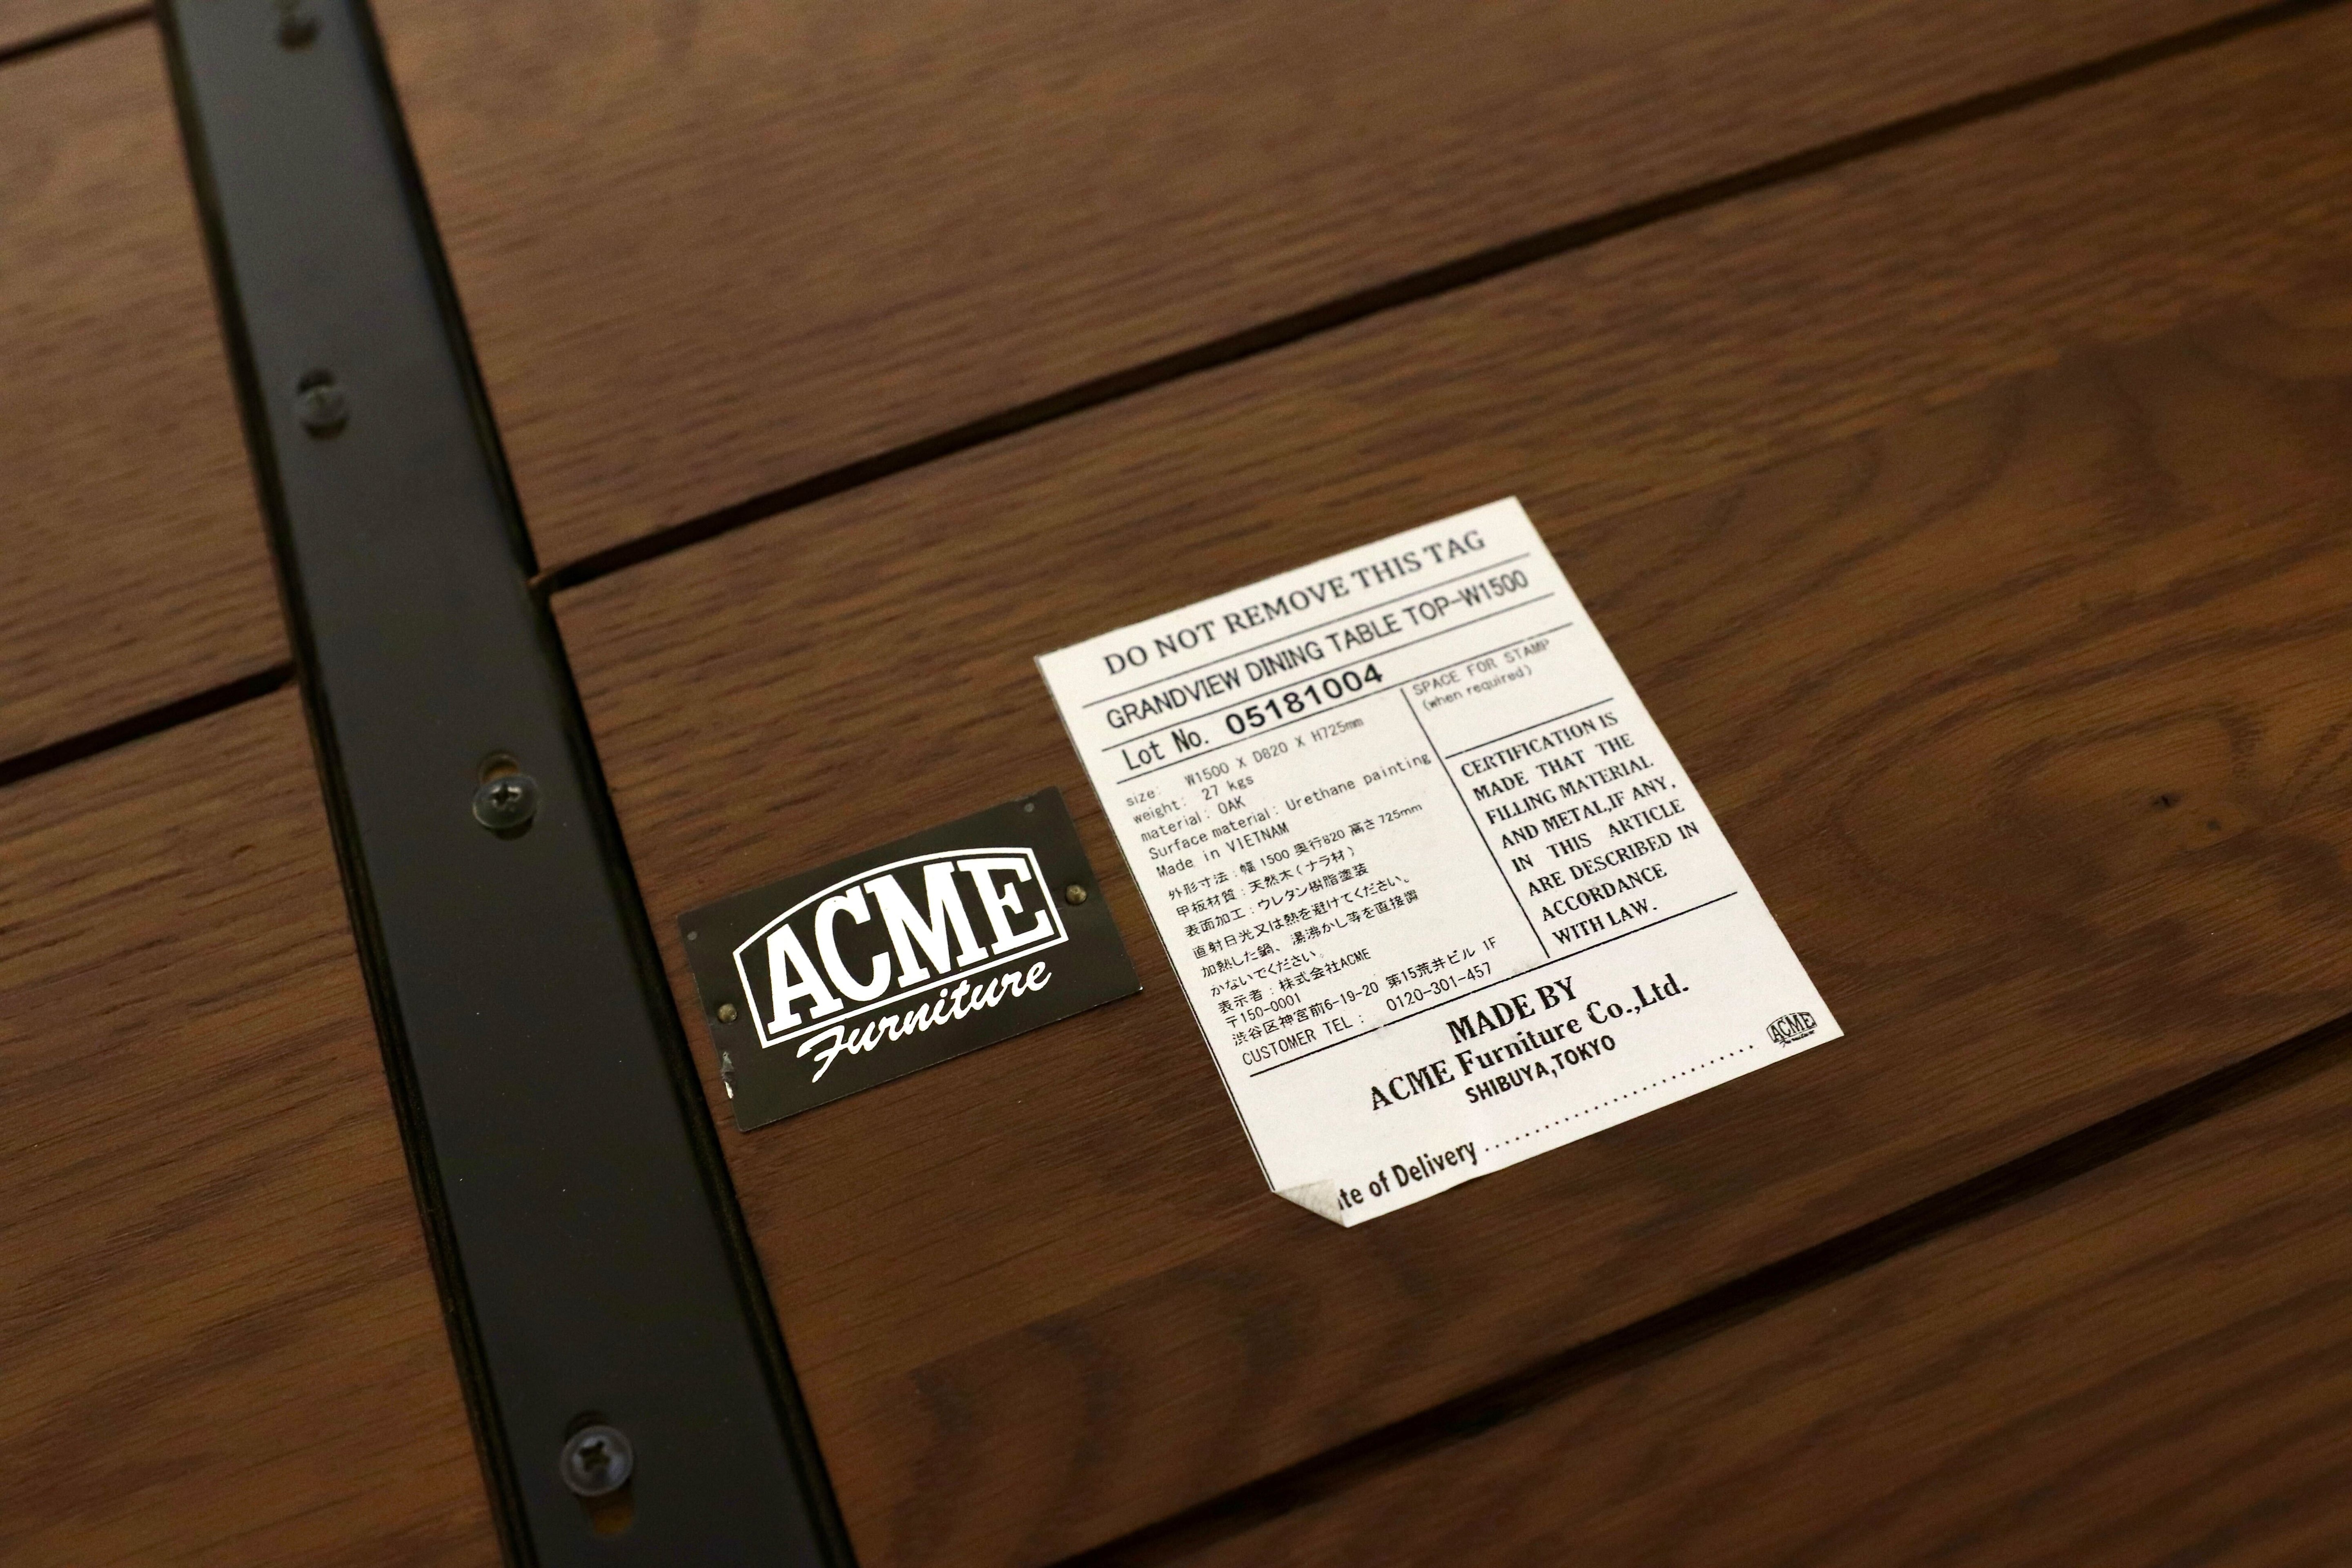 ACME
Furniture
DO NOT REMOVE THIS TAG
GRANDVIEW DINING TABLE TOP-W1500
Lot No. 05181004
size: W1500 X D820 X H725mm
weight: 27 kgs
material: OAK
Surface material: Urethane painting
Made in VIETNAM
外形寸法:幅 1500 奥行820 高さ 725mm
甲板材質:天然木(ナラ材)
表面加工:ウレタン樹脂塗装
直射日光又は熱を避けてください。
加熱した鍋、湯沸かし等を直接置
かないでください。
表示者:株式会社ACME
〒150-0001
渋谷区神宮前6-19-20 第15荒井ビル 1F
CUSTOMER TEL: 0120-301-457
SPACE FOR STAMP
(when required)
CERTIFICATION IS
MADE THAT THE
FILLING MATERIAL
AND METAL,IF ANY,
IN THIS ARTICLE
ARE DESCRIBED IN
ACCORDANCE
WITH LAW.
MADE BY
ACME Furniture Co.,Ltd.
SHIBUYA,TOKYO
te of Delivery ..............................
ACME